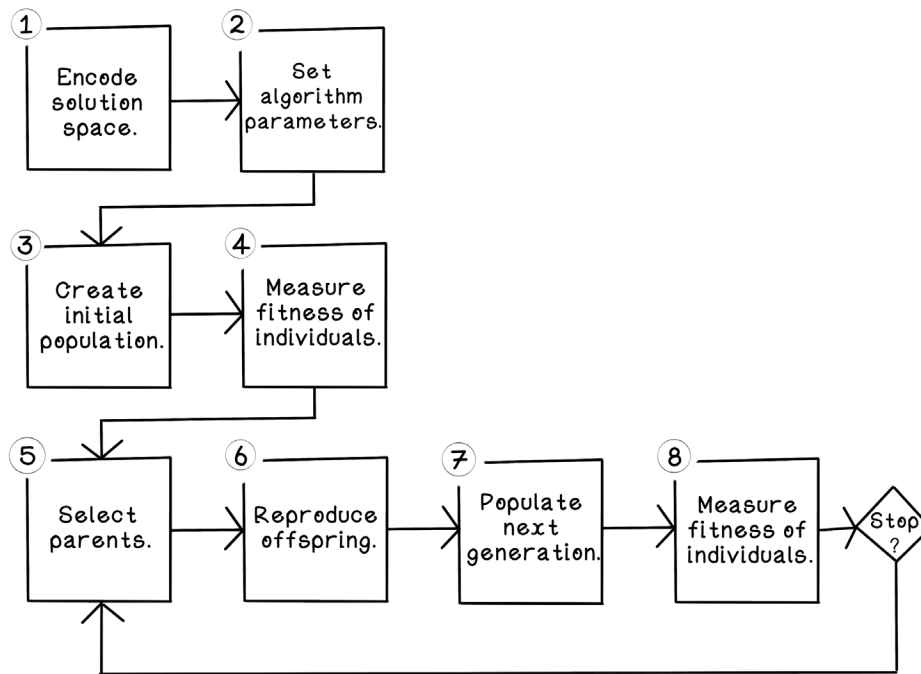 1
Encode
solution
space.
2
Set
algorithm
parameters.
3
Create
initial
population.
4
Measure
fitness of
individuals.
5
Select
parents.
6
Reproduce
offspring.
7
Populate
next
generation.
8
Measure
fitness of
individuals.
Stop
?